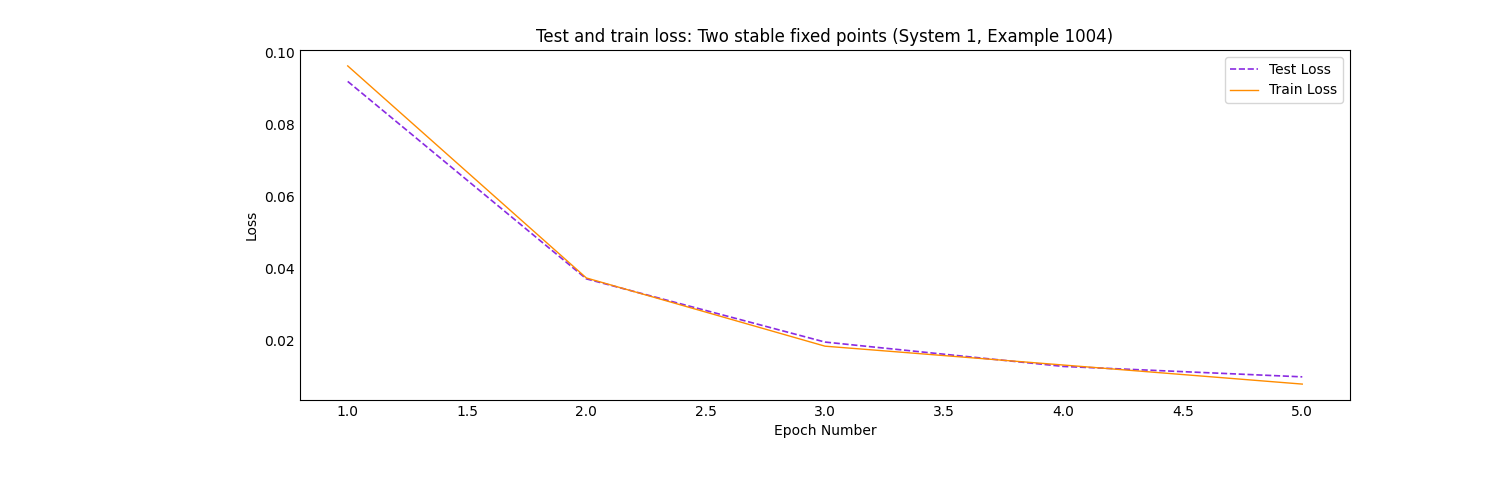 Test and train loss: Two stable fixed points (System 1, Example 1004)
0.10
0.08
0.06
0.04
0.02
Loss
Test Loss
Train Loss
1.0 1.5 2.0 2.5 3.0 3.5 4.0 4.5 5.0
Epoch Number